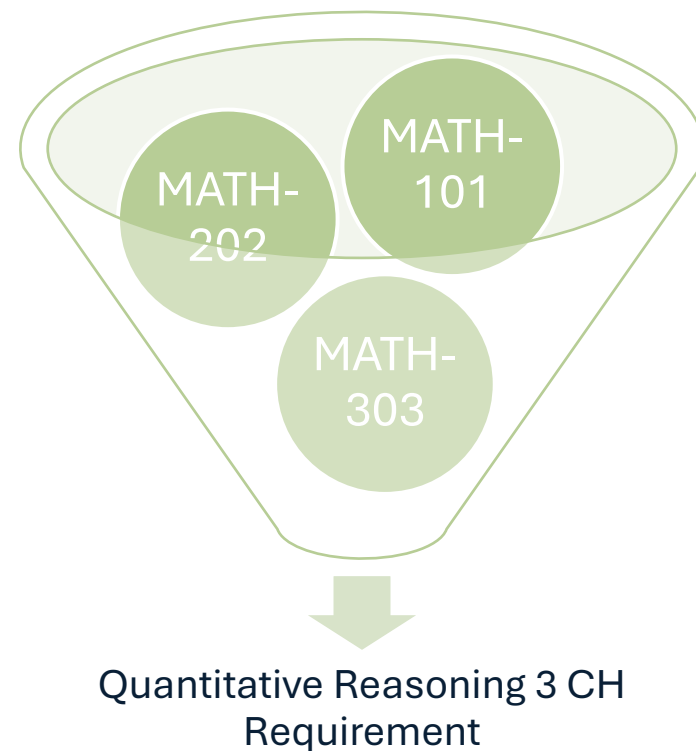 MATH-
101
MATH-
202
MATH-
303
Quantitative Reasoning 3 CH
Requirement